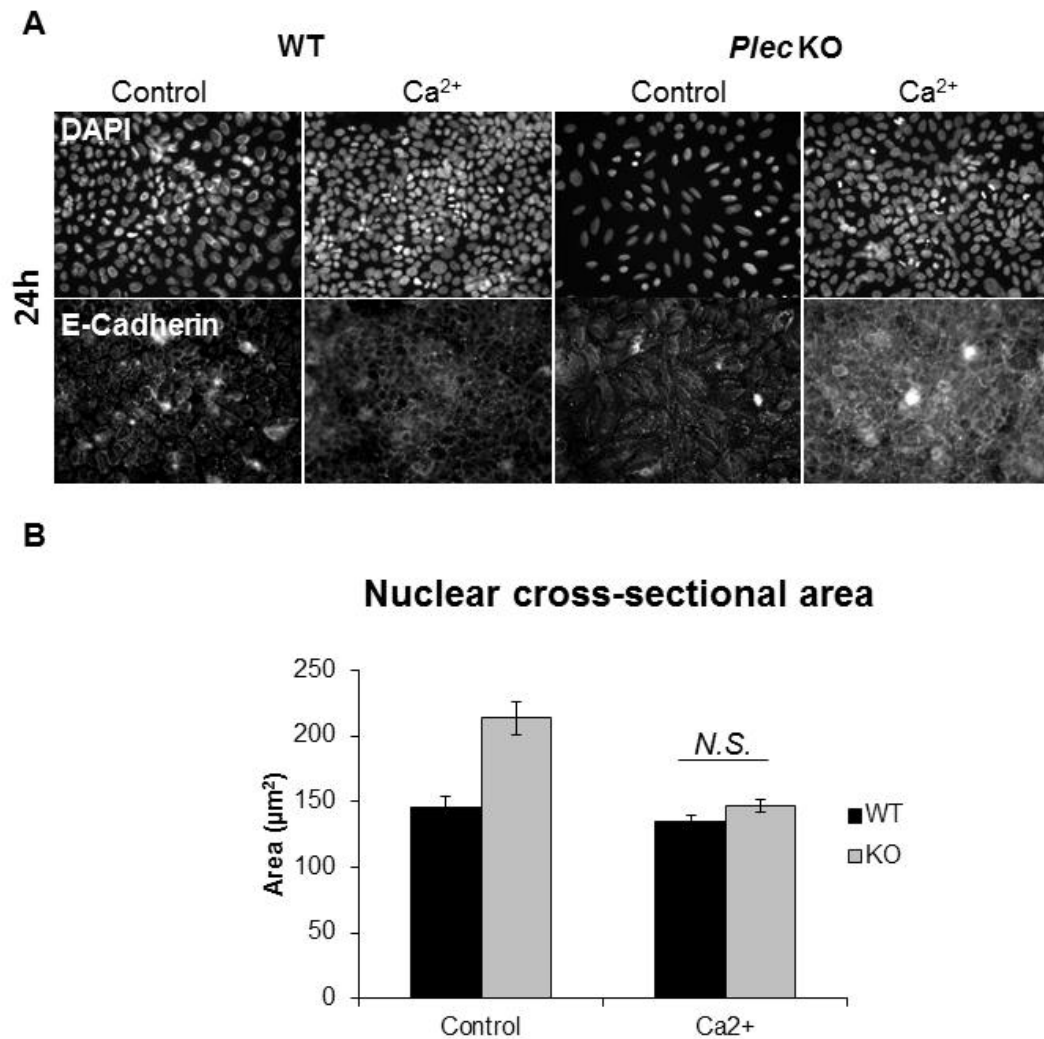 A
WT
Plec KO
Control
Ca²⁺
Control
Ca²⁺
DAPI
24h
E-Cadherin
B
Nuclear cross-sectional area
250
200
150
100
50
0
Area (µm²)
N.S.
WT
KO
Control
Ca2+